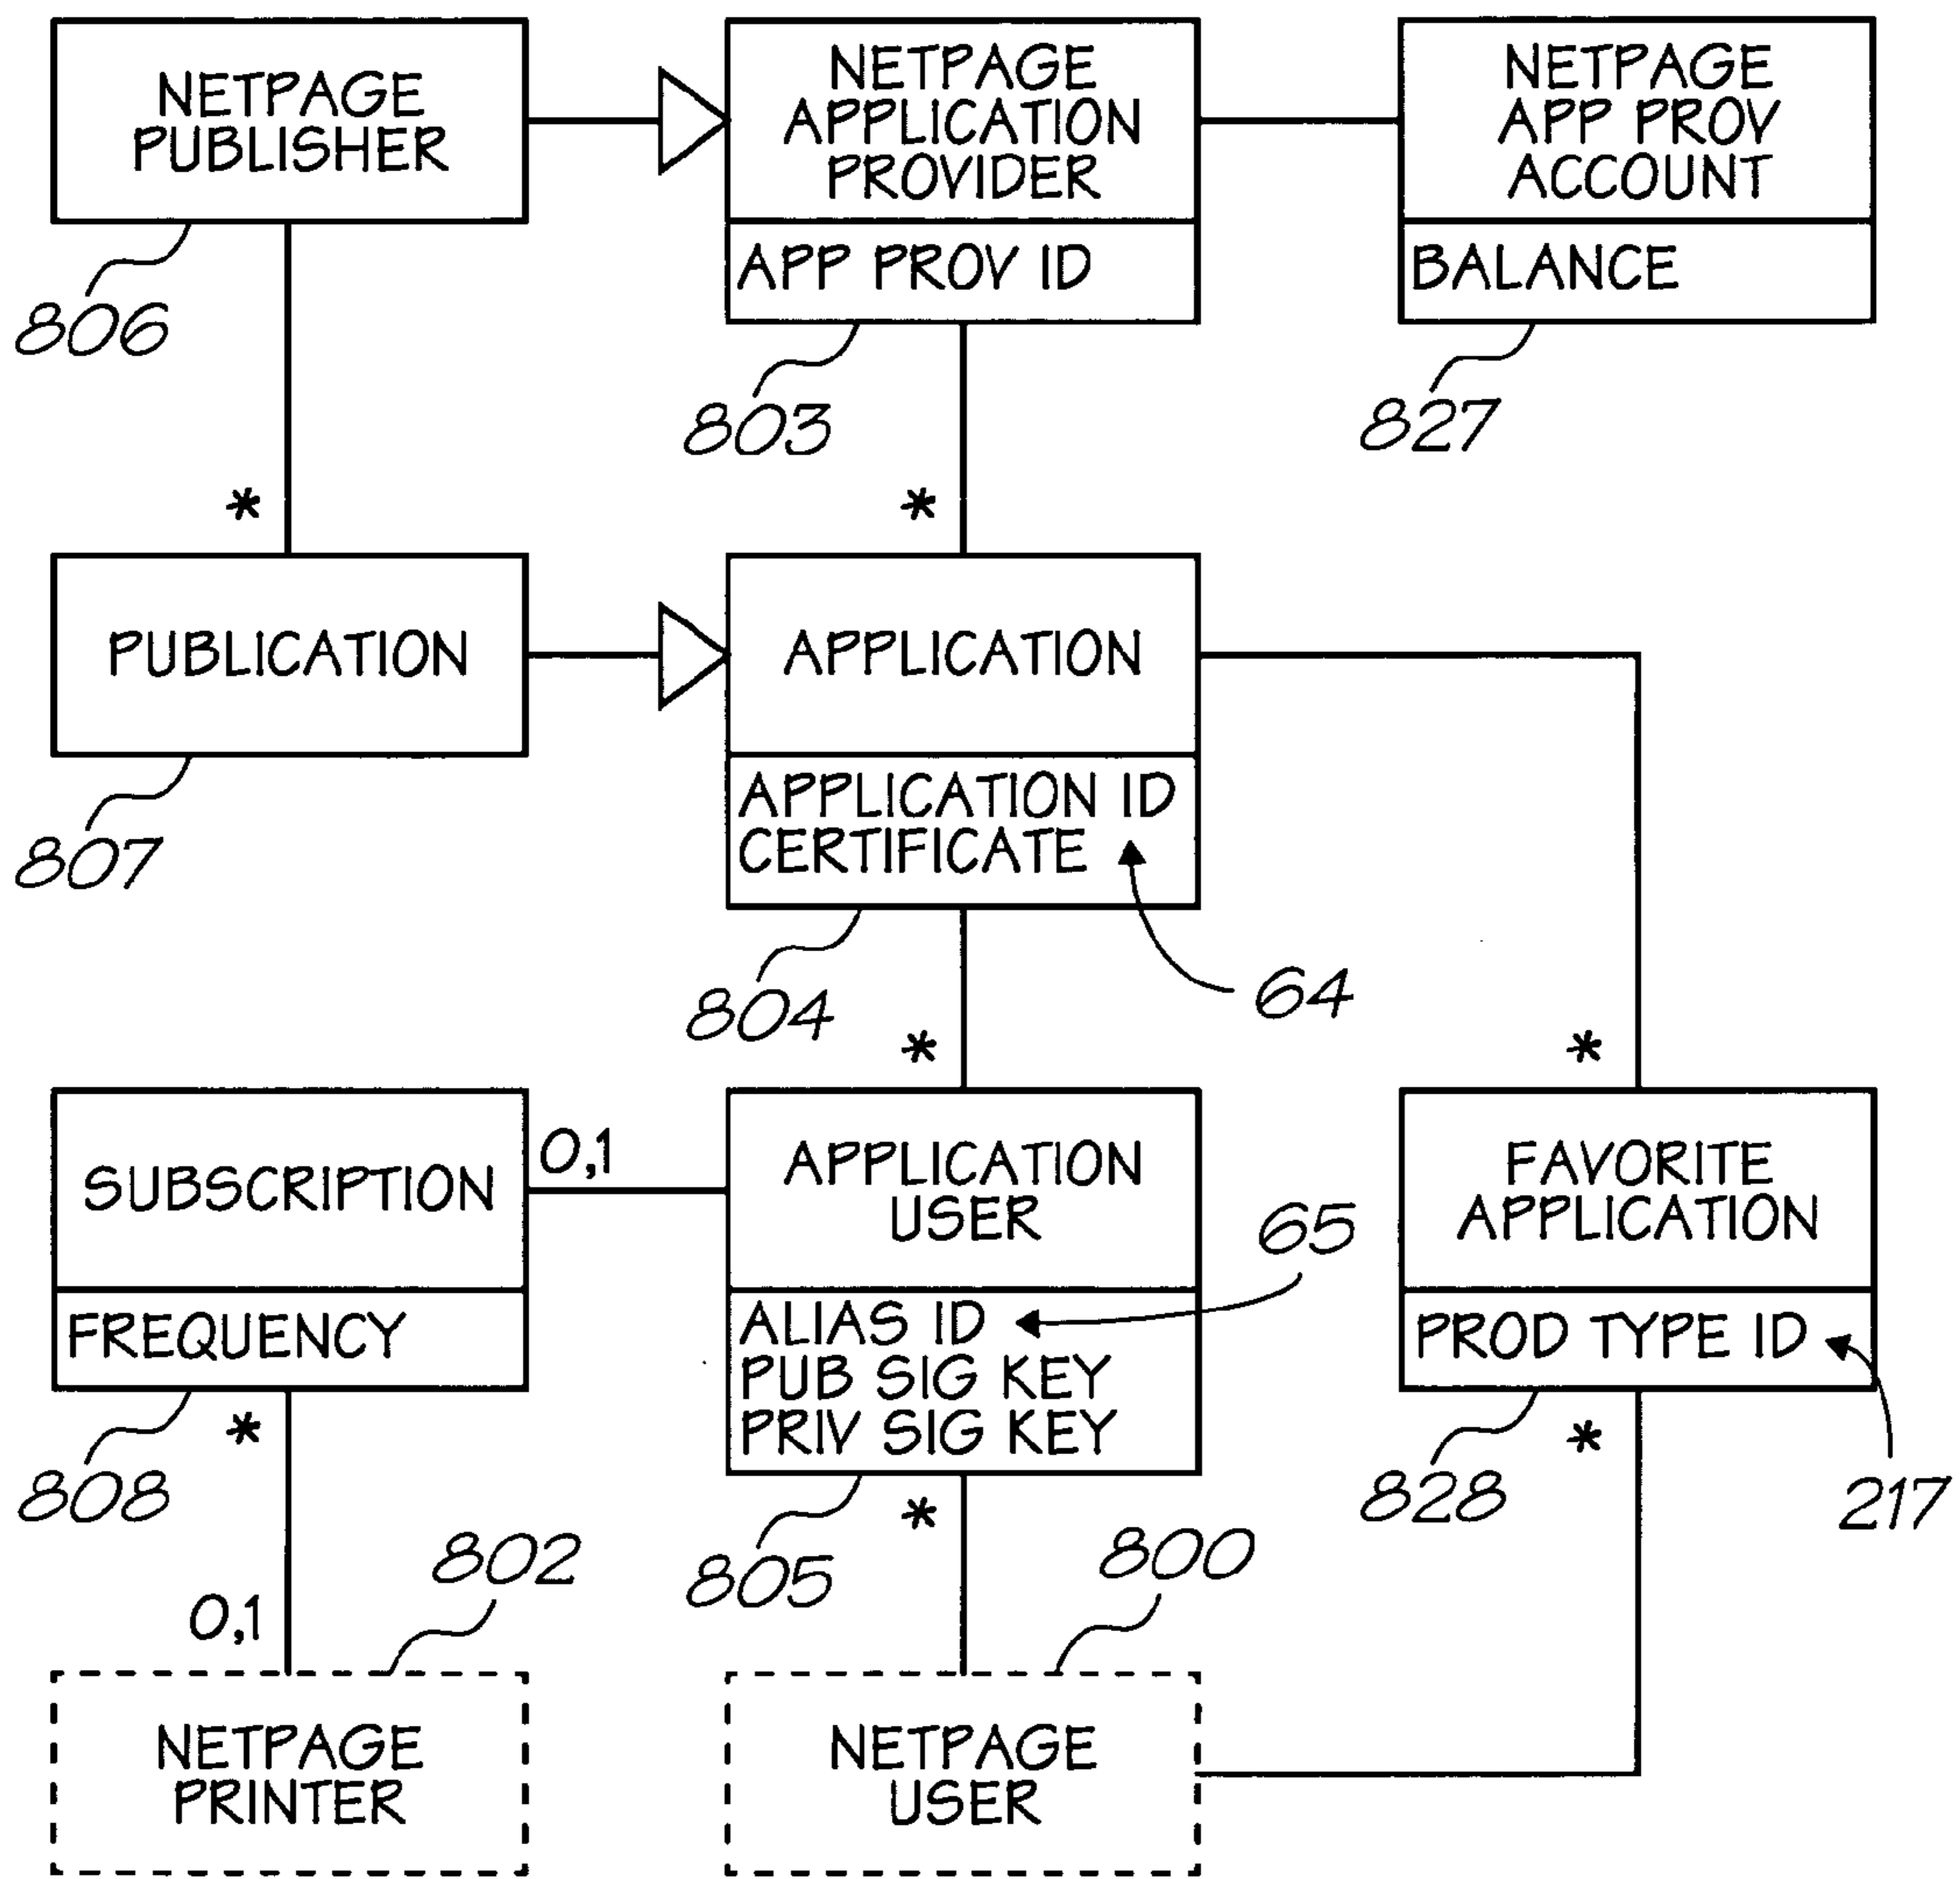 NETPAGE
PUBLISHER
806
NETPAGE
APPLICATION
PROVIDER
APP PROV ID
803
NETPAGE
APP PROV
ACCOUNT
BALANCE
827
*
*
PUBLICATION
807
APPLICATION
APPLICATION ID
CERTIFICATE
804
64
*
*
SUBSCRIPTION
FREQUENCY
808
0,1
APPLICATION
USER
ALIAS ID
PUB SIG KEY
PRIV SIG KEY
805
65
FAVORITE
APPLICATION
PROD TYPE ID
828
217
*
*
*
0,1
802
800
NETPAGE
PRINTER
NETPAGE
USER